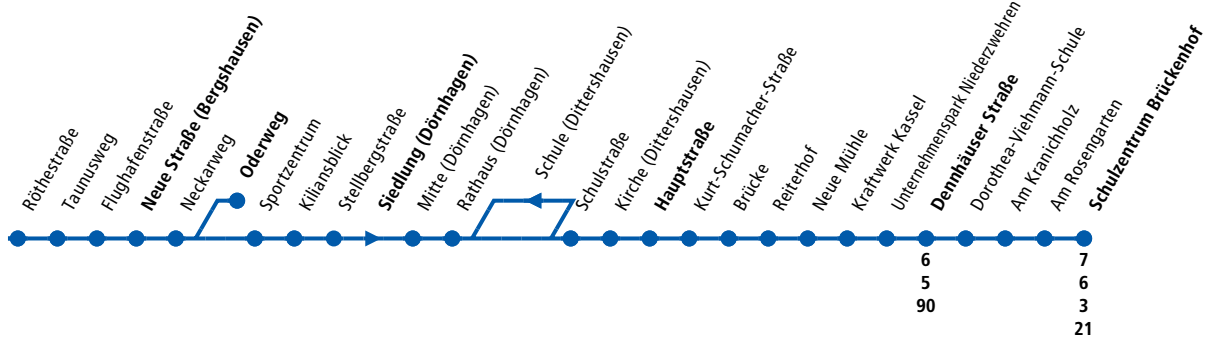 Röthestraße
Taunusweg
Flughafenstraße
Neue Straße (Bergshausen)
Neckarweg
Oderweg
Sportzentrum
Kiliansblick
Stellbergstraße
Siedlung (Dörnhagen)
Mitte (Dörnhagen)
Rathaus (Dörnhagen)
Schule (Dittershausen)
Schulstraße
Kirche (Dittershausen)
Hauptstraße
Kurt-Schumacher-Straße
Brücke
Reiterhof
Neue Mühle
Kraftwerk Kassel
Unternehmenspark Niederzwehren
Dennhäuser Straße
Dorothea-Viehmann-Schule
Am Kranichholz
Am Rosengarten
Schulzentrum Brückenhof
6
5
90
7
6
3
21